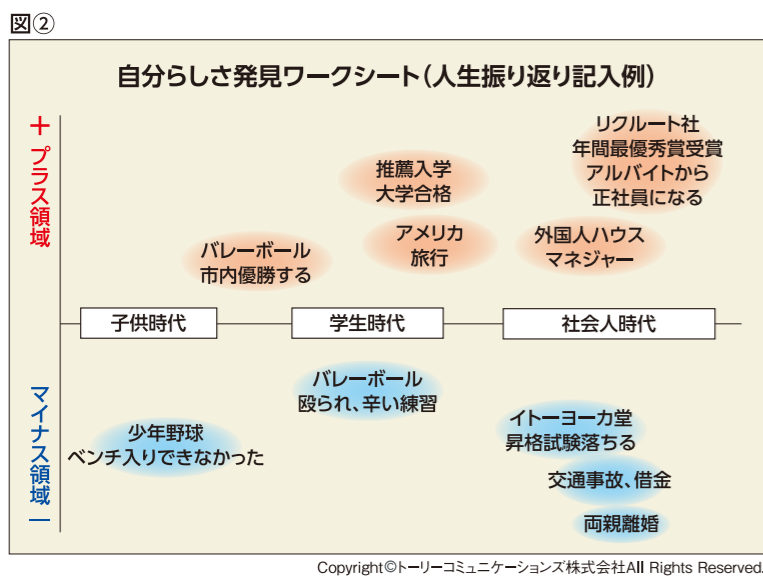 図②
自分らしさ発見ワークシート(人生振り返り記入例)
＋プラス領域
リクルート社
年間最優秀賞受賞
アルバイトから
正社員になる
推薦入学
大学合格
アメリカ
旅行
外国人ハウス
マネジャー
バレーボール
市内優勝する
子供時代
学生時代
社会人時代
マイナス領域−
バレーボール
殴られ、辛い練習
少年野球
ベンチ入りできなかった
イトーヨーカ堂
昇格試験落ちる
交通事故、借金
両親離婚
Copyright©トーリーコミュニケーションズ株式会社All Rights Reserved.